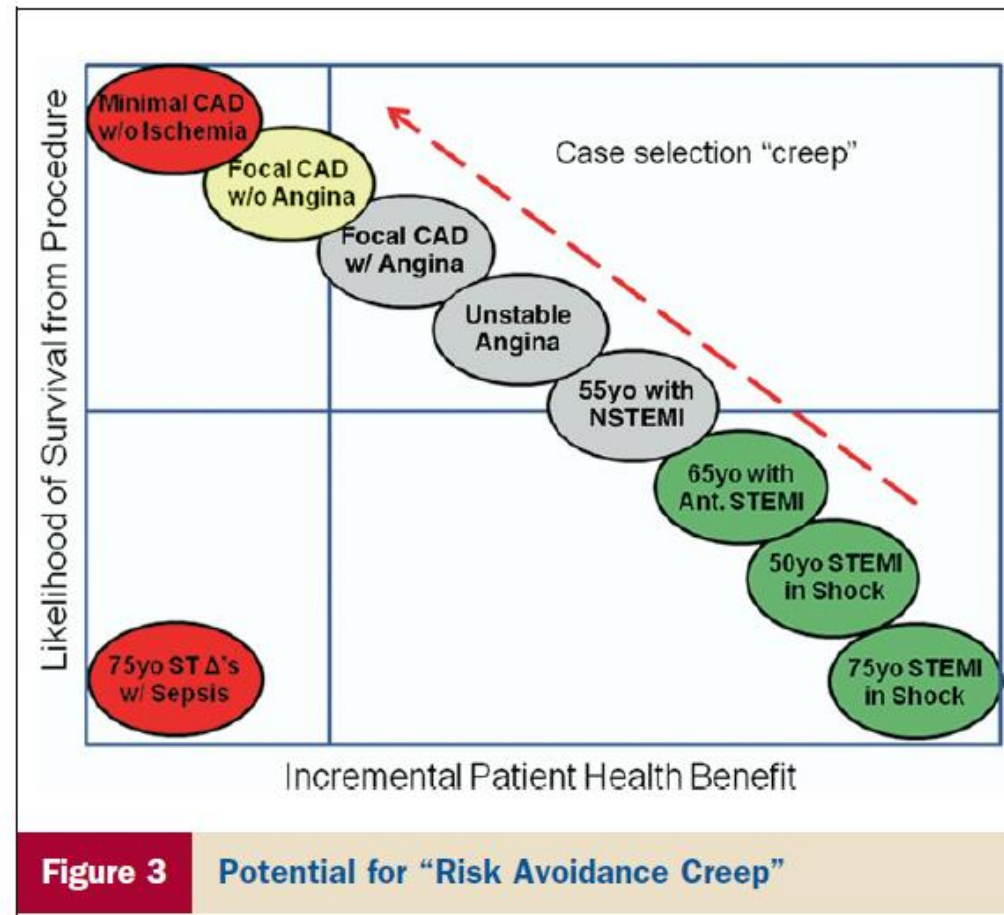 Likelihood of Survival from Procedure
Minimal CAD
w/o Ischemia
Focal CAD
w/o Angina
Focal CAD
w/ Angina
Unstable
Angina
55yo with
NSTEMI
65yo with
Ant. STEMI
50yo STEMI
in Shock
75yo STEMI
in Shock
75yo ST Δ's
w/ Sepsis
Case selection “creep”
Incremental Patient Health Benefit
Figure 3 Potential for “Risk Avoidance Creep”